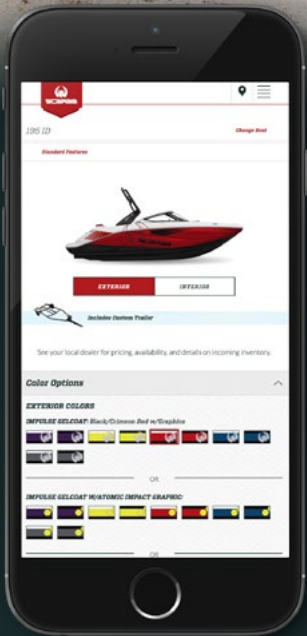 SCARAB
195 ID
Change Boat
Standard Features
EXTERIOR
INTERIOR
Includes Custom Trailer
See your local dealer for pricing, availability, and details on incoming inventory.
Color Options
EXTERIOR COLORS
IMPULSE GELCOAT: Black/Crimson Red w/Graphics
OR
IMPULSE GELCOAT W/ATOMIC IMPACT GRAPHIC:
OR